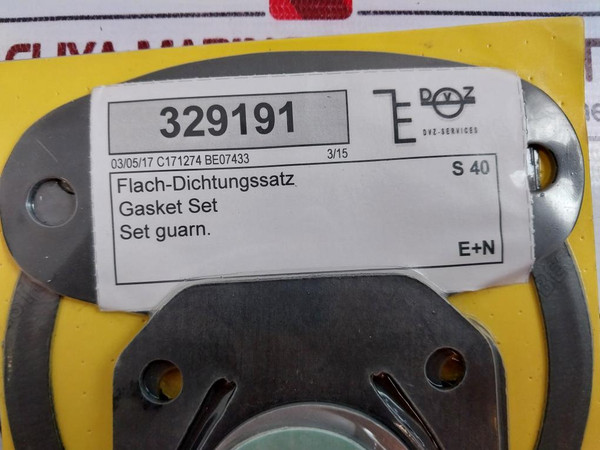 329191
DVZ
DVZ-SERVICES
03/05/17 C171274 BE07433 3/15
Flach-Dichtungssatz S 40
Gasket Set
Set guarn.
E+N